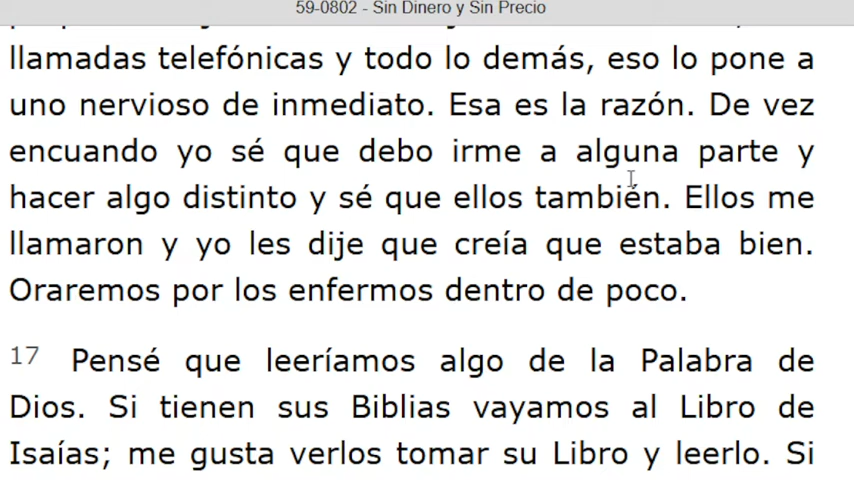 59-0802 - Sin Dinero y Sin Precio
llamadas telefónicas y todo lo demás, eso lo pone a
uno nervioso de inmediato. Esa es la razón. De vez
encuando yo sé que debo irme a alguna parte y
hacer algo distinto y sé que ellos también. Ellos me
llamaron y yo les dije que creía que estaba bien.
Oraremos por los enfermos dentro de poco.
17 Pensé que leeríamos algo de la Palabra de
Dios. Si tienen sus Biblias vayamos al Libro de
Isaías; me gusta verlos tomar su Libro y leerlo. Si